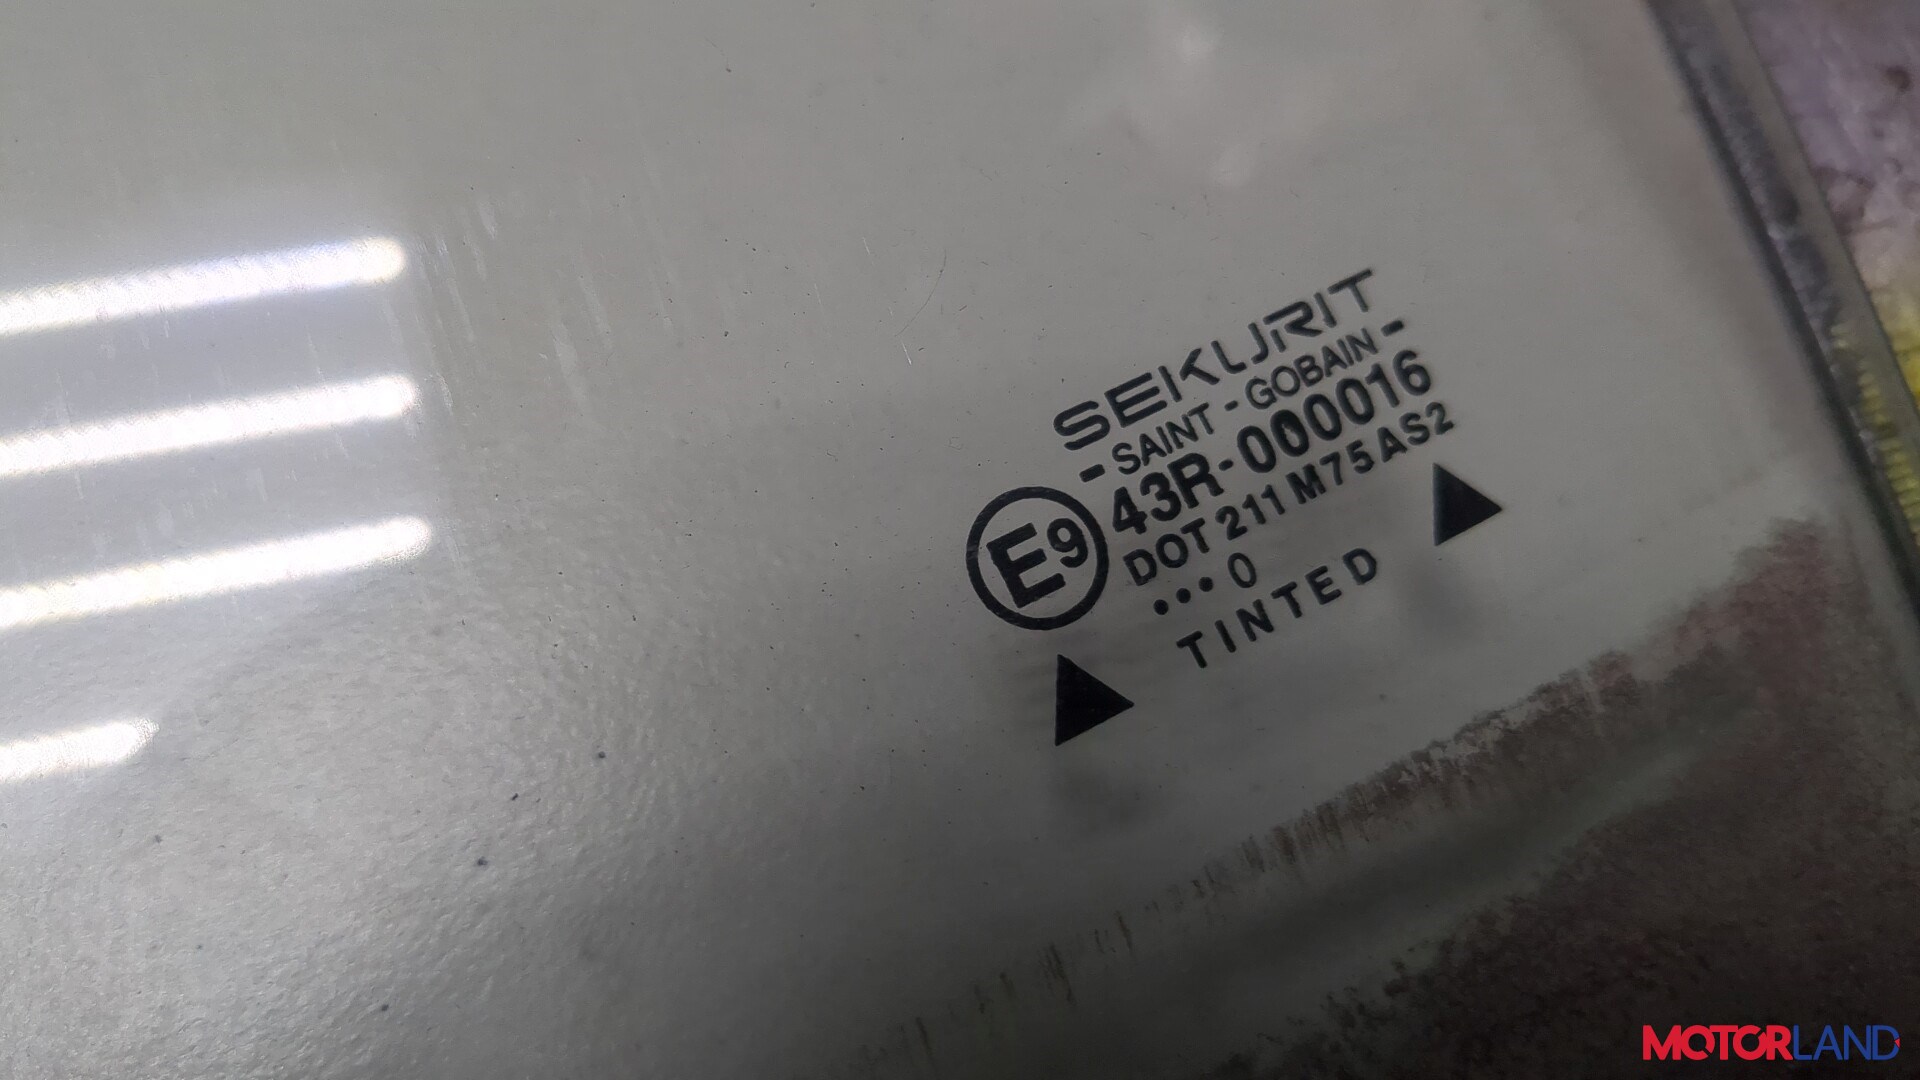 SEKURIT
- SAINT - GOBAIN -
E9 43R-000016
DOT 211 M75 AS2
•••0
TINTED
MOTORLAND